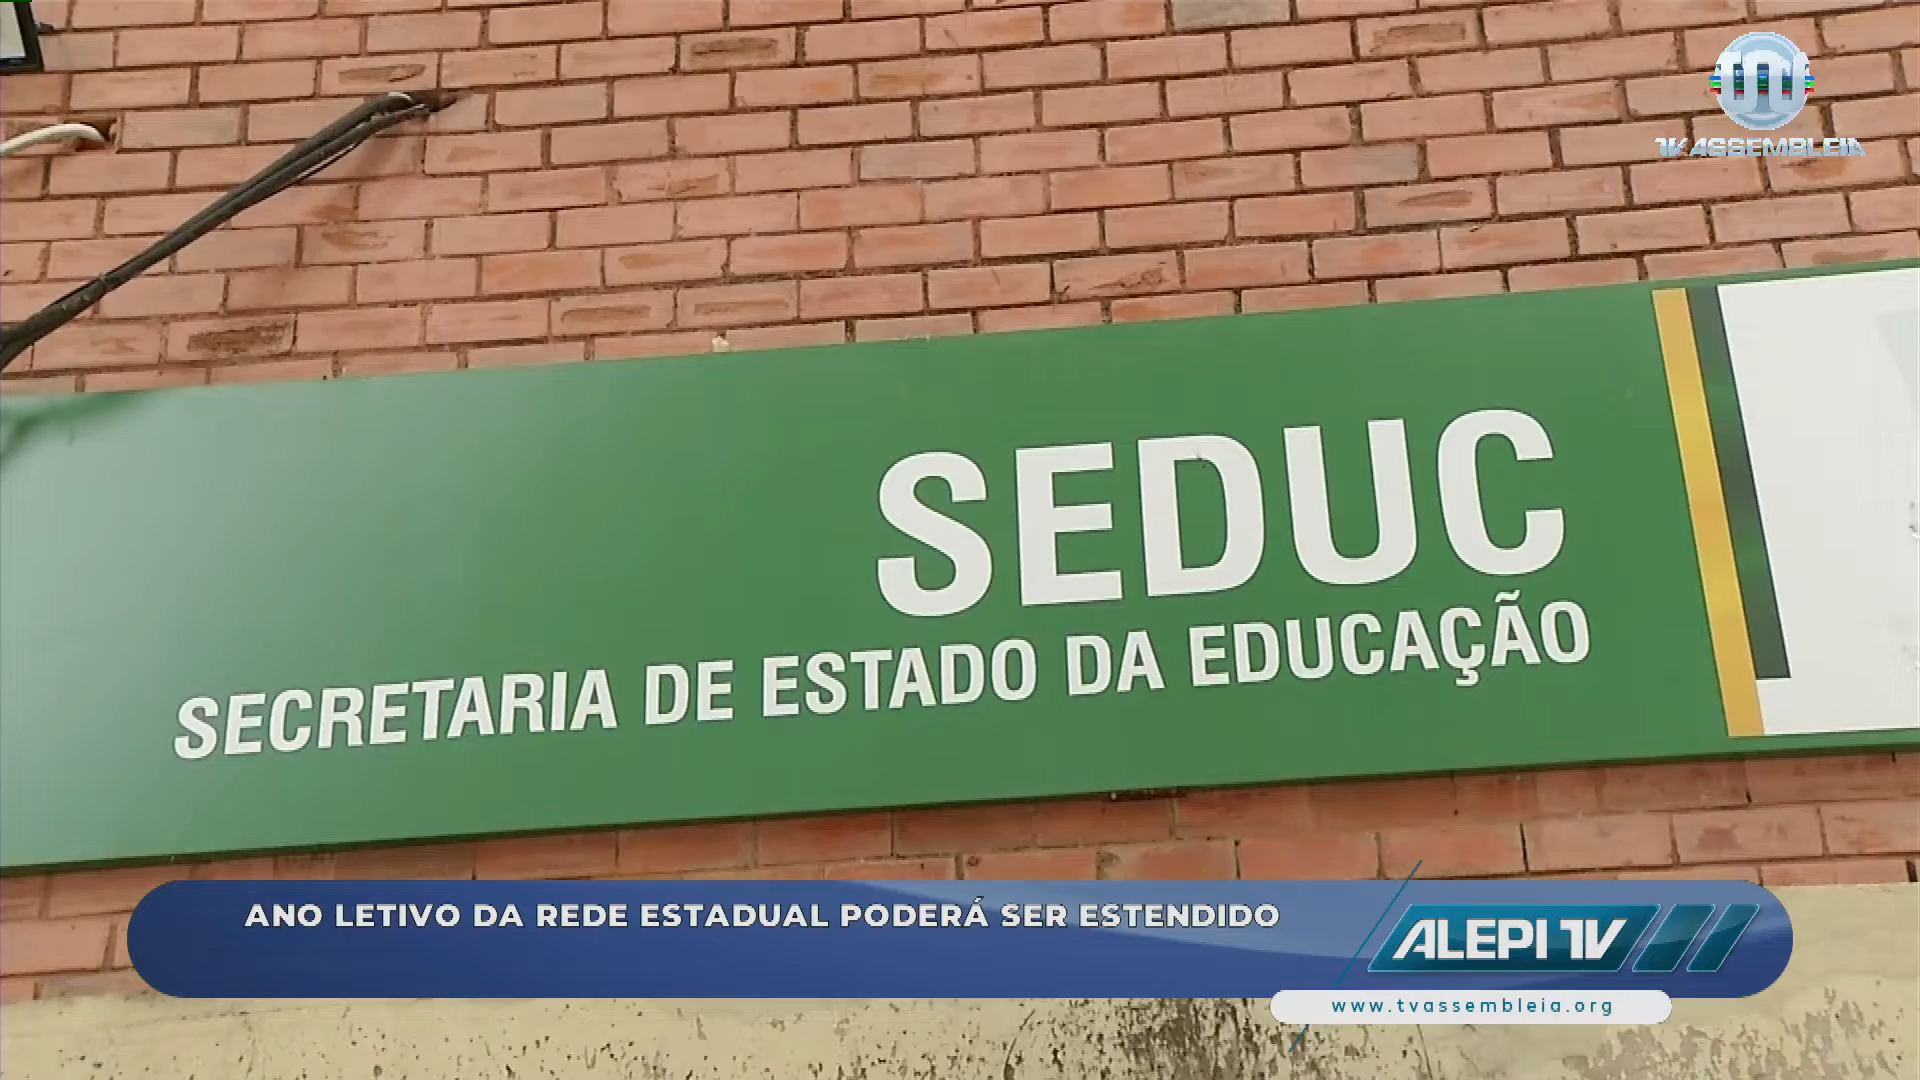 TV ASSEMBLEIA
SEDUC
SECRETARIA DE ESTADO DA EDUCAÇÃO
ANO LETIVO DA REDE ESTADUAL PODERÁ SER ESTENDIDO
ALEPI TV
www.tvassembleia.org